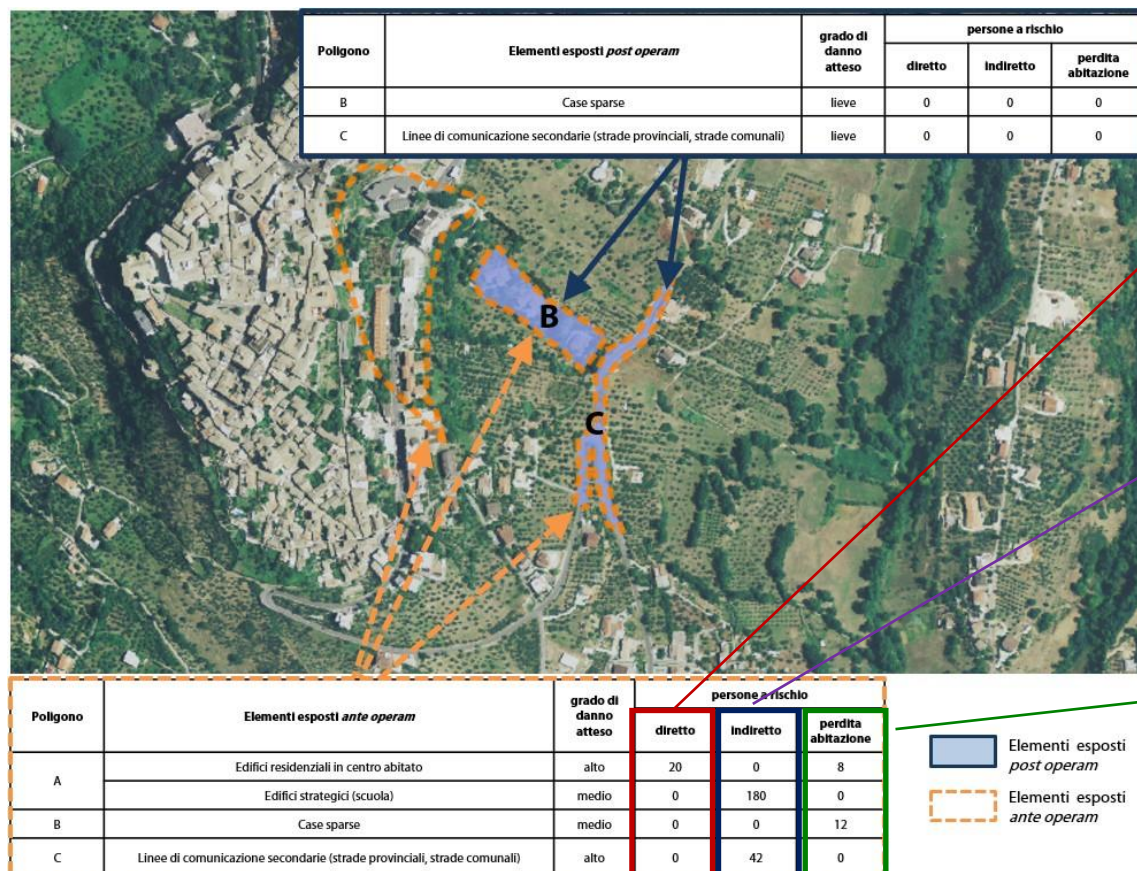 Poligono Elementi esposti post operam grado di danno atteso persone a rischio
diretto indiretto perdita abitazione
B Case sparse lieve 0 0 0
C Linee di comunicazione secondarie (strade provinciali, strade comunali) lieve 0 0 0
B
C
Poligono Elementi esposti ante operam grado di danno atteso persone a rischio
diretto indiretto perdita abitazione
A Edifici residenziali in centro abitato alto 20 0 8
Edifici strategici (scuola) medio 0 180 0
B Case sparse medio 0 0 12
C Linee di comunicazione secondarie (strade provinciali, strade comunali) alto 0 42 0
Elementi esposti
post operam
Elementi esposti
ante operam